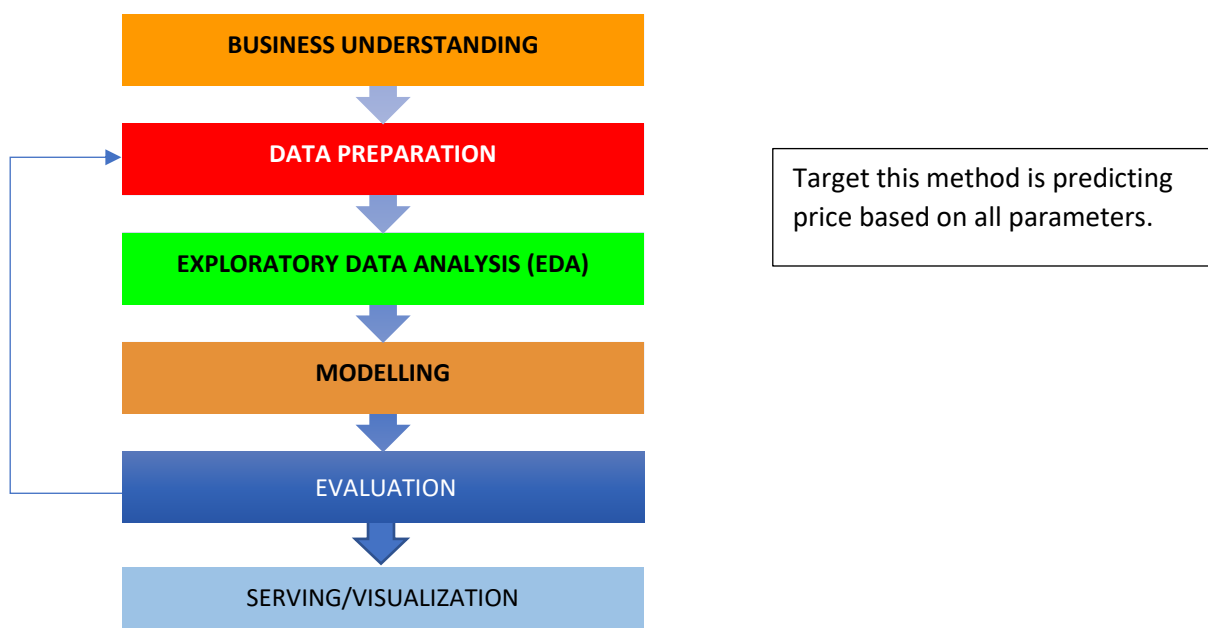 BUSINESS UNDERSTANDING
DATA PREPARATION
Target this method is predicting
price based on all parameters.
EXPLORATORY DATA ANALYSIS (EDA)
MODELLING
EVALUATION
SERVING/VISUALIZATION